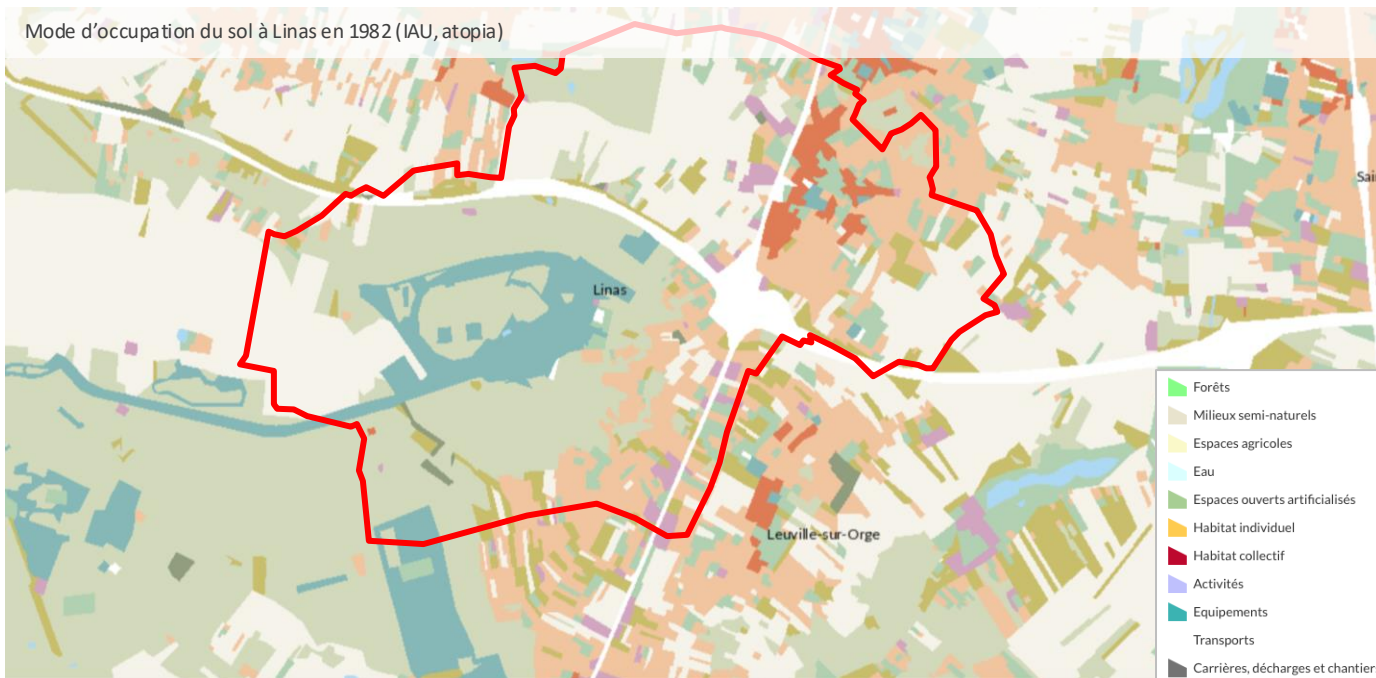 Mode d'occupation du sol à Linas en 1982 (IAU, atopia)
Linas
Leuville-sur-Orge
Forêts
Milieux semi-naturels
Espaces agricoles
Eau
Espaces ouverts artificialisés
Habitat individuel
Habitat collectif
Activités
Equipements
Transports
Carrières, décharges et chantier